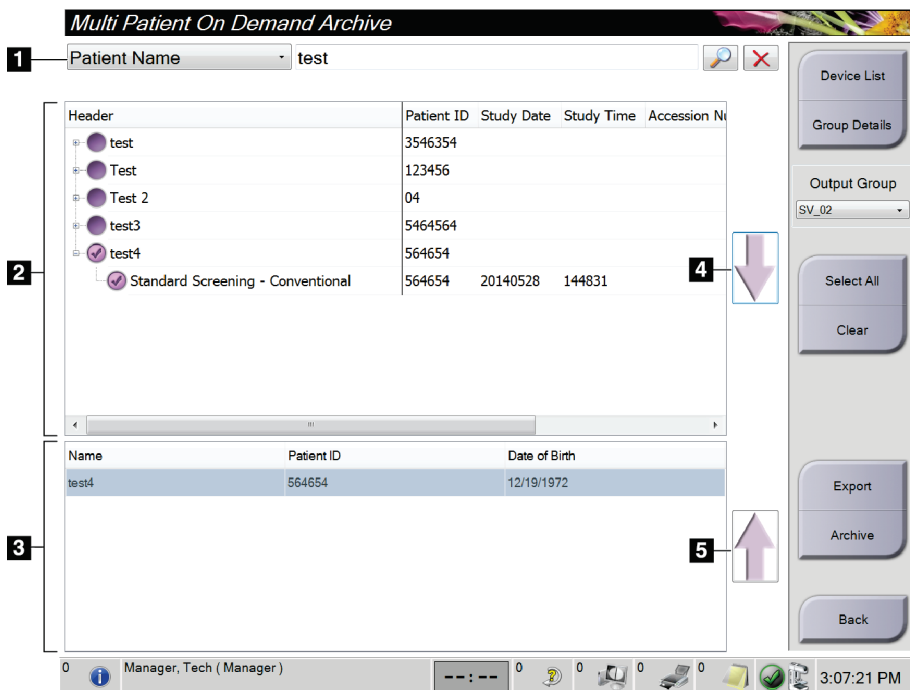 Multi Patient On Demand Archive
1
Patient Name test
Device List
Group Details
Output Group
SV_02
Select All
Clear
Export
Archive
Back
2
Header Patient ID Study Date Study Time Accession Nu
test 3546354
Test 123456
Test 2 04
test3 5464564
test4 564654
Standard Screening - Conventional 564654 20140528 144831
4
3
Name Patient ID Date of Birth
test4 564654 12/19/1972
5
0 Manager, Tech ( Manager ) --:-- 0 0 0 0 3:07:21 PM